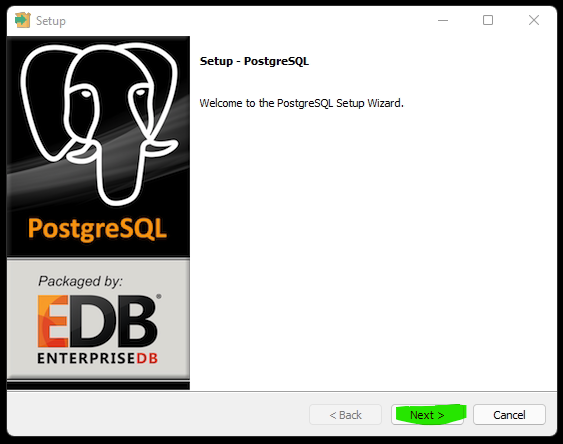 Setup
Setup - PostgreSQL
Welcome to the PostgreSQL Setup Wizard.
PostgreSQL
Packaged by:
EDB®
ENTERPRISEDB
< Back
Next >
Cancel